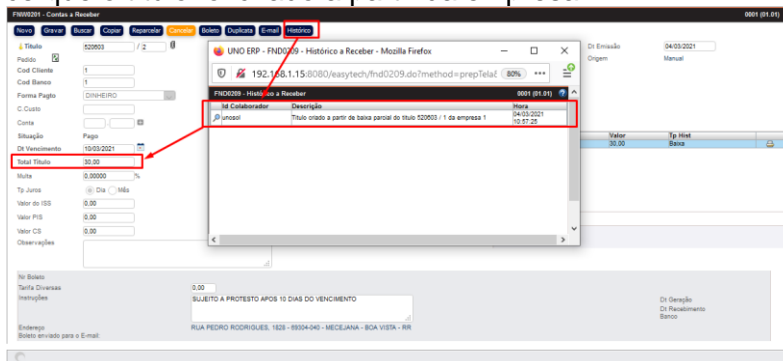 FNW0201 - Contas a Receber 0001 (01.01)
Novo Gravar Buscar Copiar Reparcelar Cancelar Boleto Duplicata E-mail Histórico
Título 520603 / 2
Pedido
Cod Cliente 1
Cod Banco 1
Forma Pagto DINHEIRO
C.Custo
Conta
Situação Pago
Dt Vencimento 10/03/2021
Total Título 30,00
Multa 0,00000 %
Tp Juros Dia Mês
Valor do ISS 0,00
Valor PIS 0,00
Valor CS 0,00
Observações
UNO ERP - FND0209 - Histórico a Receber - Mozilla Firefox
192.168.1.15:8080/easytech/fnd0209.do?method=prepTelaE 80%
FND0209 - Histórico a Receber 0001 (01.01)
Id Colaborador Descrição Hora
unosol Título criado a partir de baixa parcial do título 520603 / 1 da empresa 1 04/03/2021 10:57:25
Dt Emissão 04/03/2021
Origem Manual
Valor Tp Hist
30,00 Baixa
Nr Boleto
Tarifa Diversas 0,00
Instruções SUJEITO A PROTESTO APOS 10 DIAS DO VENCIMENTO
Dt Geração
Dt Recebimento
Banco
Endereço RUA PEDRO RODRIGUES, 1828 - 69304-040 - MECEJANA - BOA VISTA - RR
Boleto enviado para o E-mail: